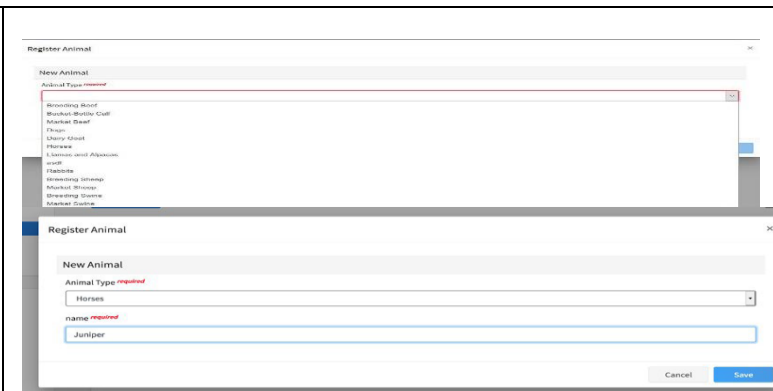 Register Animal
×
New Animal
Animal Type required
Breeding Beef
Bucket-Bottle Calf
Market Beef
Dogs
Dairy Goat
Horses
Llamas and Alpacas
Rabbits
Breeding Sheep
Market Sheep
Breeding Swine
Market Swine
Register Animal
×
New Animal
Animal Type required
Horses
name required
Juniper
Cancel Save